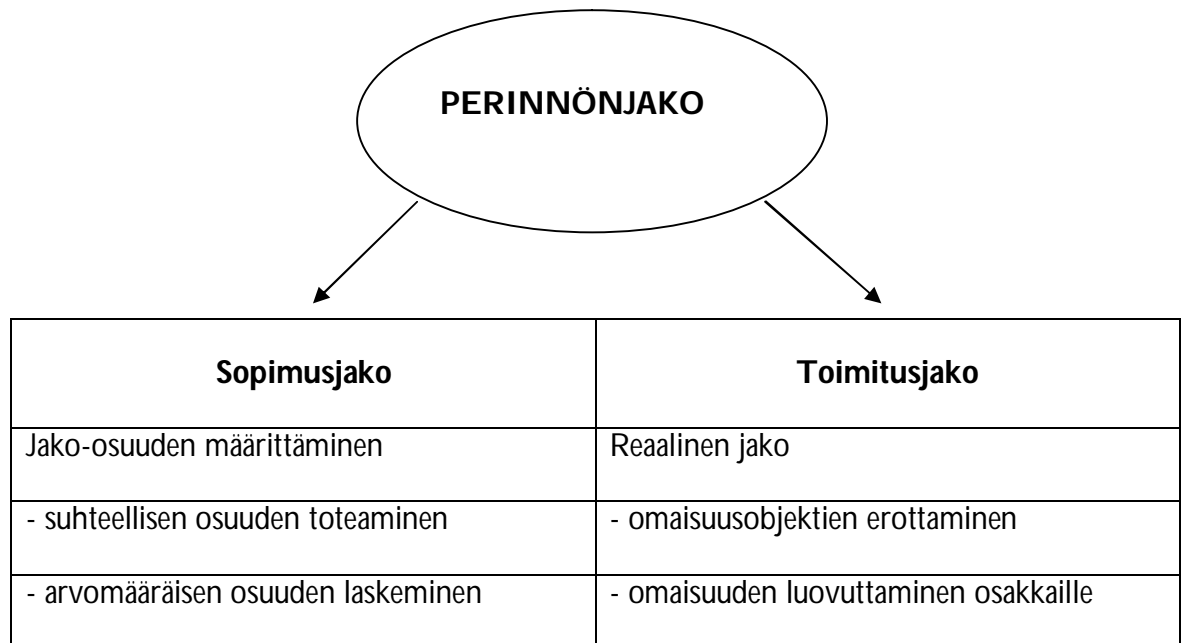 PERINNÖNJAKO
Sopimusjako
Toimitusjako
Jako-osuuden määrittäminen
Reaalinen jako
- suhteellisen osuuden toteaminen
- omaisuusobjektien erottaminen
- arvomääräisen osuuden laskeminen
- omaisuuden luovuttaminen osakkaille